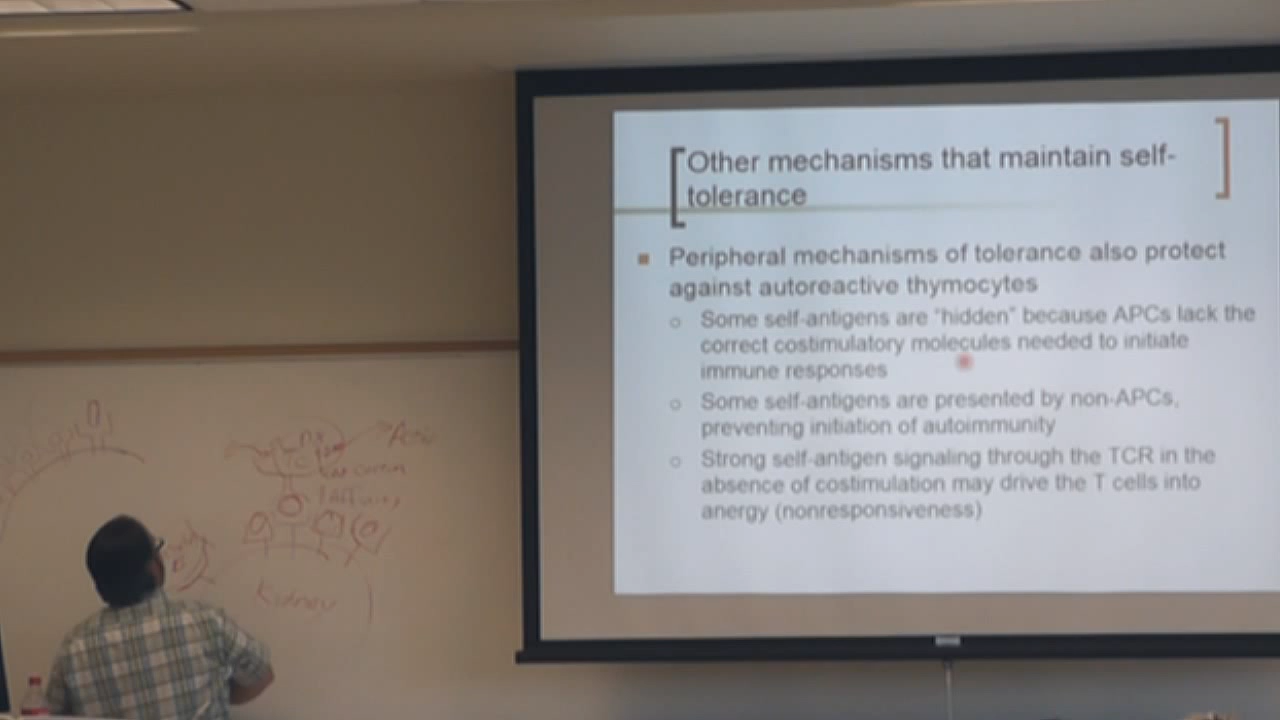 Other mechanisms that maintain self-
tolerance
Peripheral mechanisms of tolerance also protect
against autoreactive thymocytes
Some self-antigens are "hidden" because APCs lack the
correct costimulatory molecules needed to initiate
immune responses
Some self-antigens are presented by non-APCs,
preventing initiation of autoimmunity
Strong self-antigen signaling through the TCR in the
absence of costimulation may drive the T cells into
anergy (nonresponsiveness)
Kidney